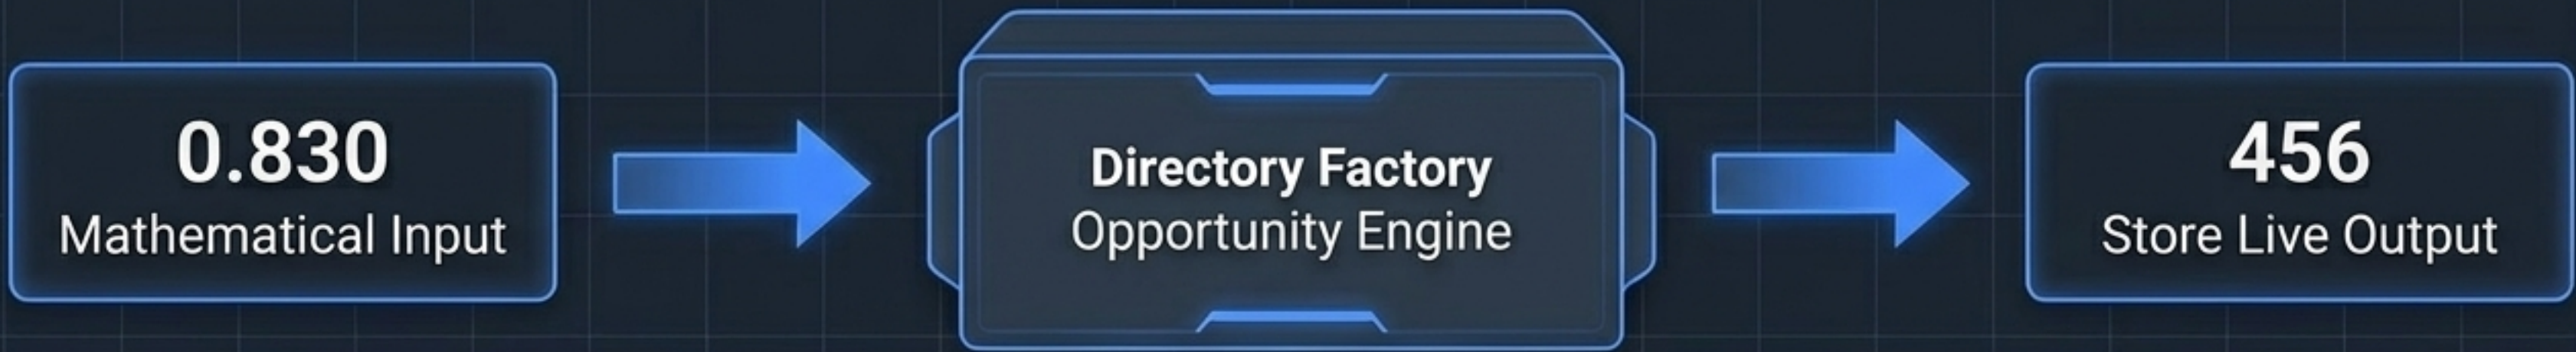 0.830
Mathematical Input
Directory Factory
Opportunity Engine
456
Store Live Output